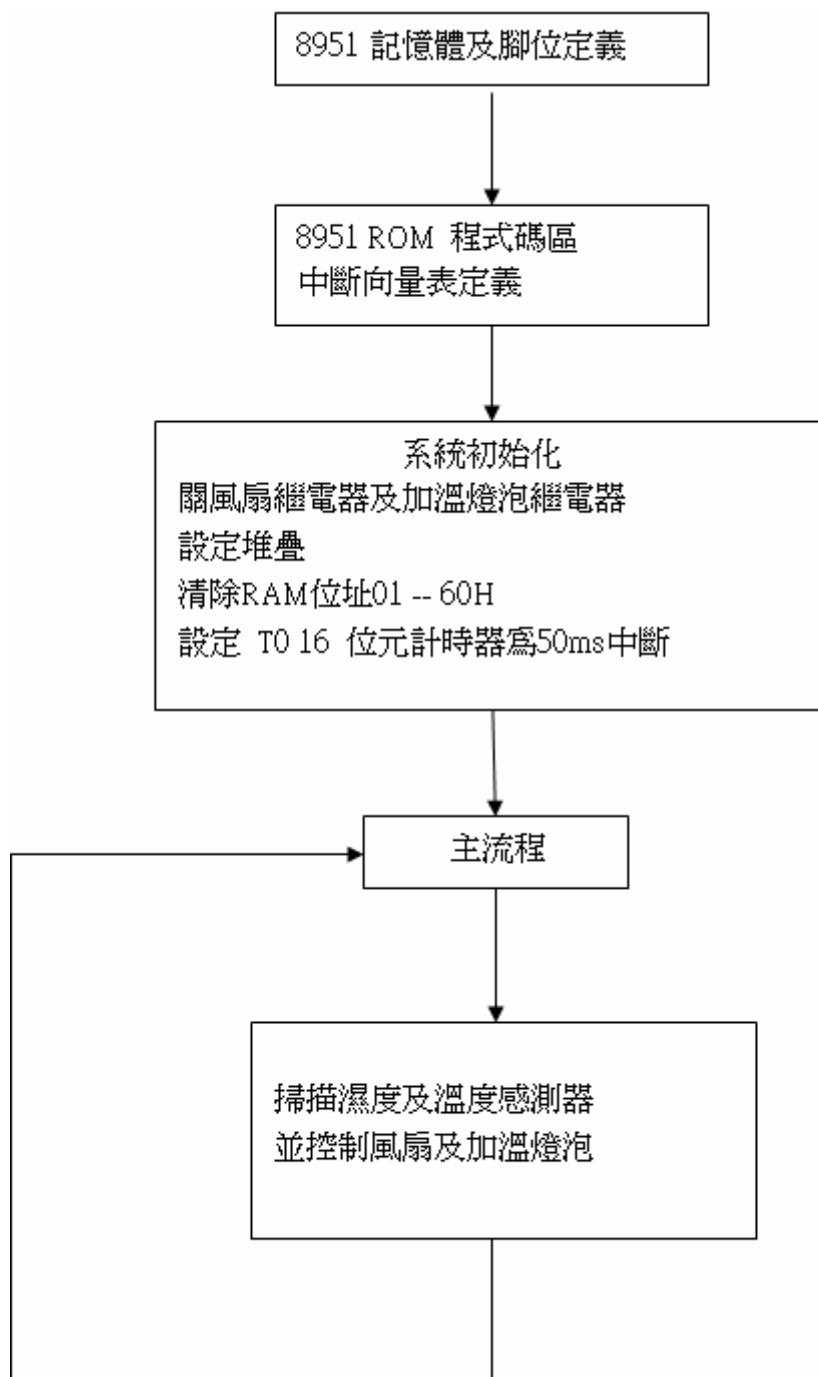 8951 記憶體及腳位定義
8951 ROM 程式碼區
中斷向量表定義
系統初始化
關風扇繼電器及加溫燈泡繼電器
設定堆疊
清除RAM位址01 -- 60H
設定 T0 16 位元計時器爲50ms中斷
主流程
掃描濕度及溫度感測器
並控制風扇及加溫燈泡